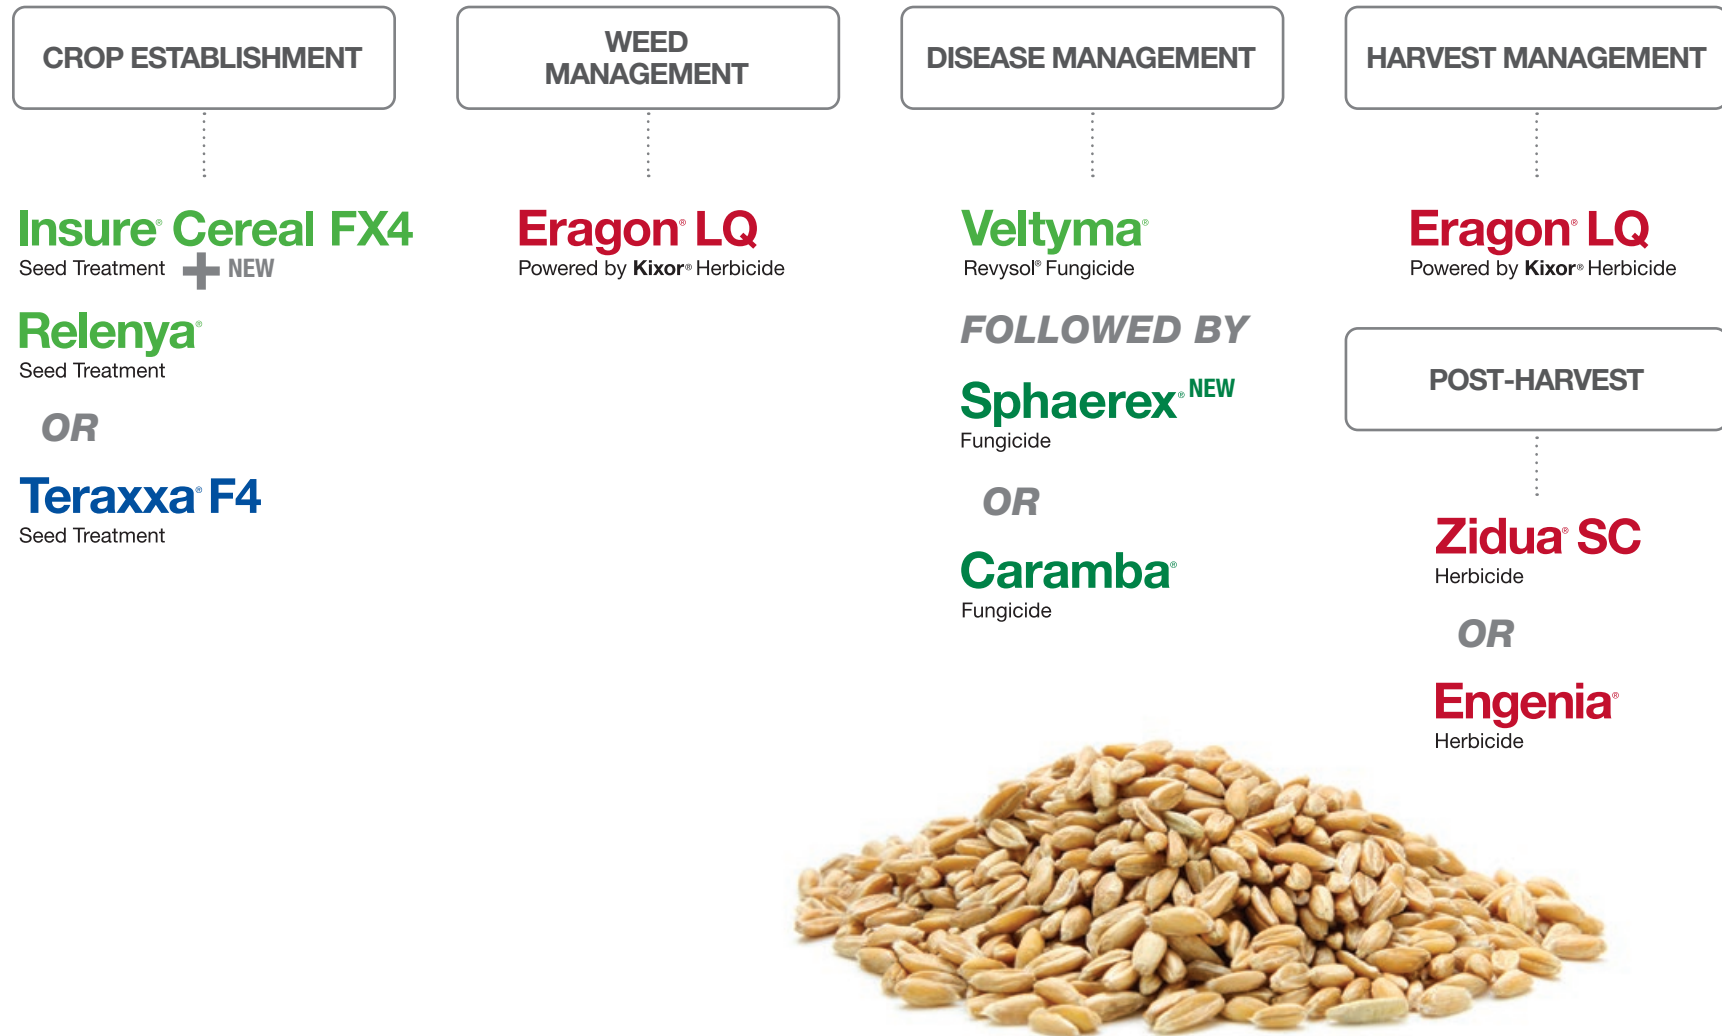 CROP ESTABLISHMENT
Insure® Cereal FX4
Seed Treatment + NEW
Relenya®
Seed Treatment
OR
Teraxxa® F4
Seed Treatment
WEED
MANAGEMENT
Eragon® LQ
Powered by Kixor® Herbicide
DISEASE MANAGEMENT
Veltyma®
Revysol® Fungicide
FOLLOWED BY
Sphaerex® NEW
Fungicide
OR
Caramba®
Fungicide
HARVEST MANAGEMENT
Eragon® LQ
Powered by Kixor® Herbicide
POST-HARVEST
Zidua® SC
Herbicide
OR
Engenia®
Herbicide